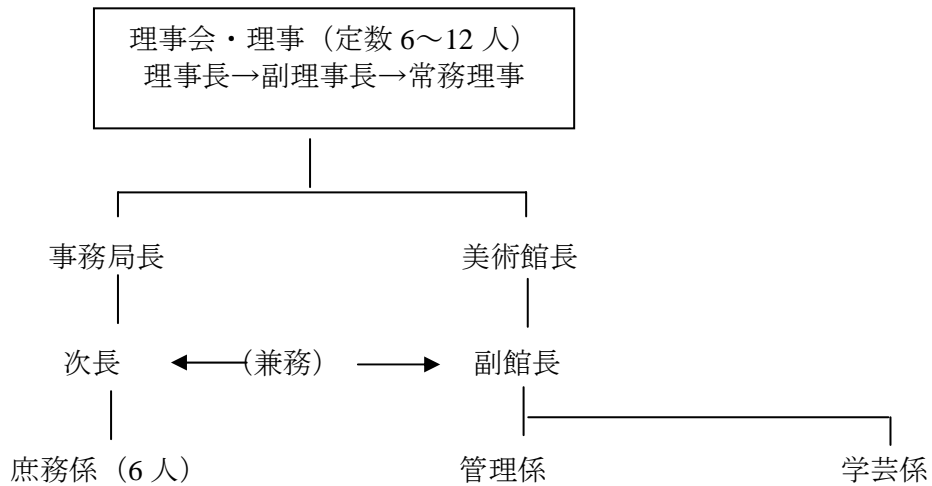 理事会・理事（定数 6～12 人）
理事長→副理事長→常務理事
事務局長
美術館長
次長
（兼務）
副館長
庶務係（6 人）
管理係
学芸係